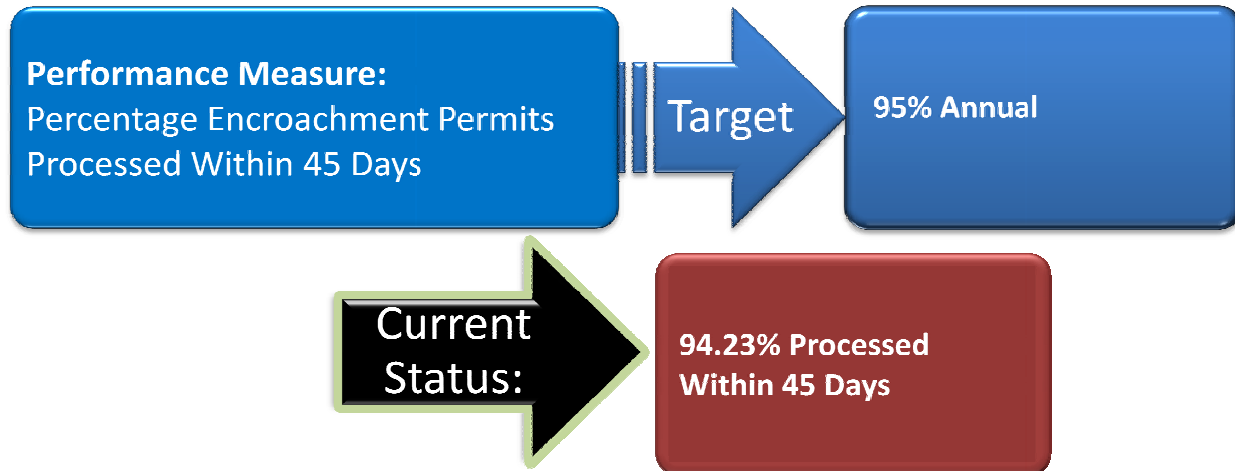 Performance Measure:
Percentage Encroachment Permits
Processed Within 45 Days
Target
95% Annual
Current
Status:
94.23% Processed
Within 45 Days